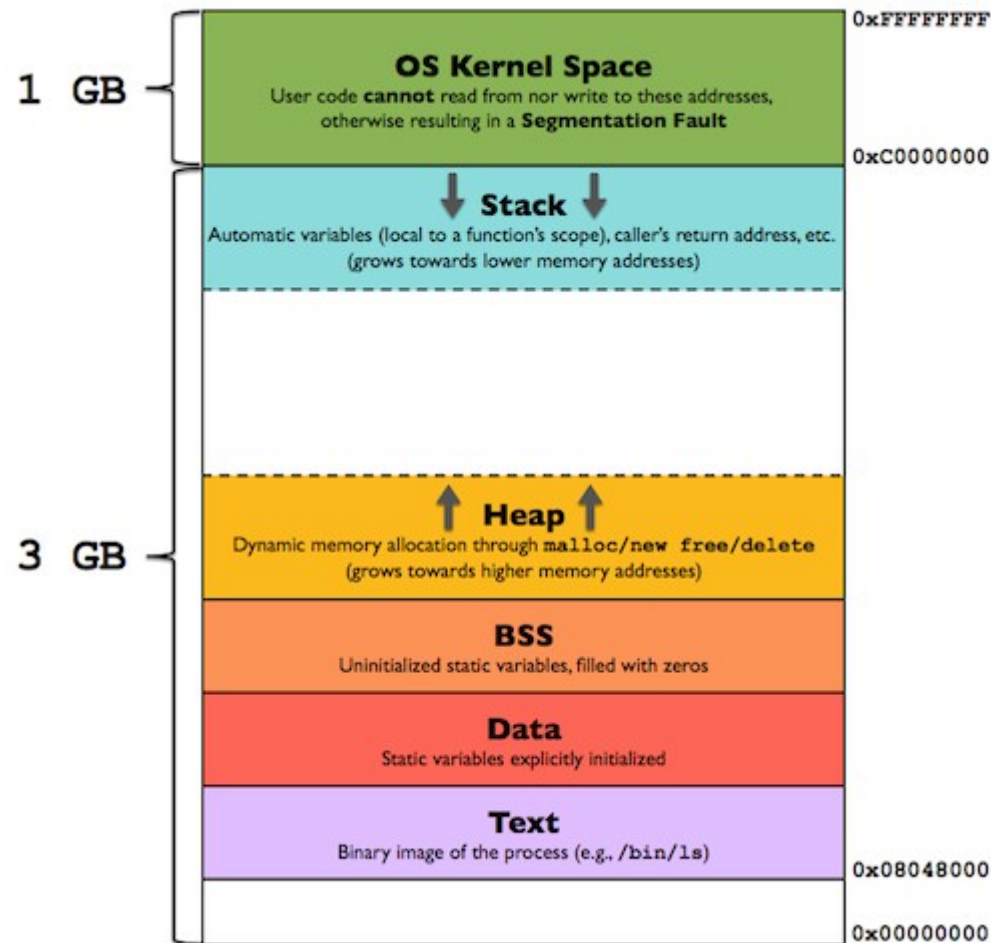 0xFFFFFFFF
1 GB
OS Kernel Space
User code cannot read from nor write to these addresses,
otherwise resulting in a Segmentation Fault
0xC0000000
Stack
Automatic variables (local to a function's scope), caller's return address, etc.
(grows towards lower memory addresses)
3 GB
Heap
Dynamic memory allocation through malloc/new free/delete
(grows towards higher memory addresses)
BSS
Uninitialized static variables, filled with zeros
Data
Static variables explicitly initialized
Text
Binary image of the process (e.g., /bin/ls)
0x08048000
0x00000000